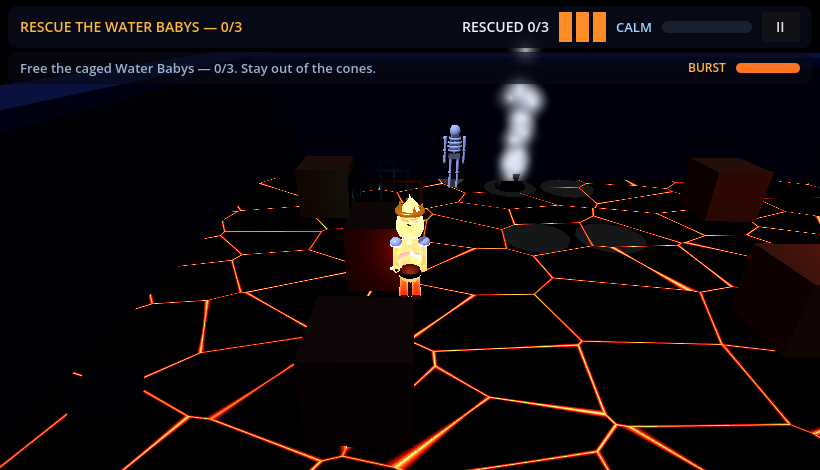 RESCUE THE WATER BABYS — 0/3
RESCUED 0/3
CALM
Free the caged Water Babys — 0/3. Stay out of the cones.
BURST